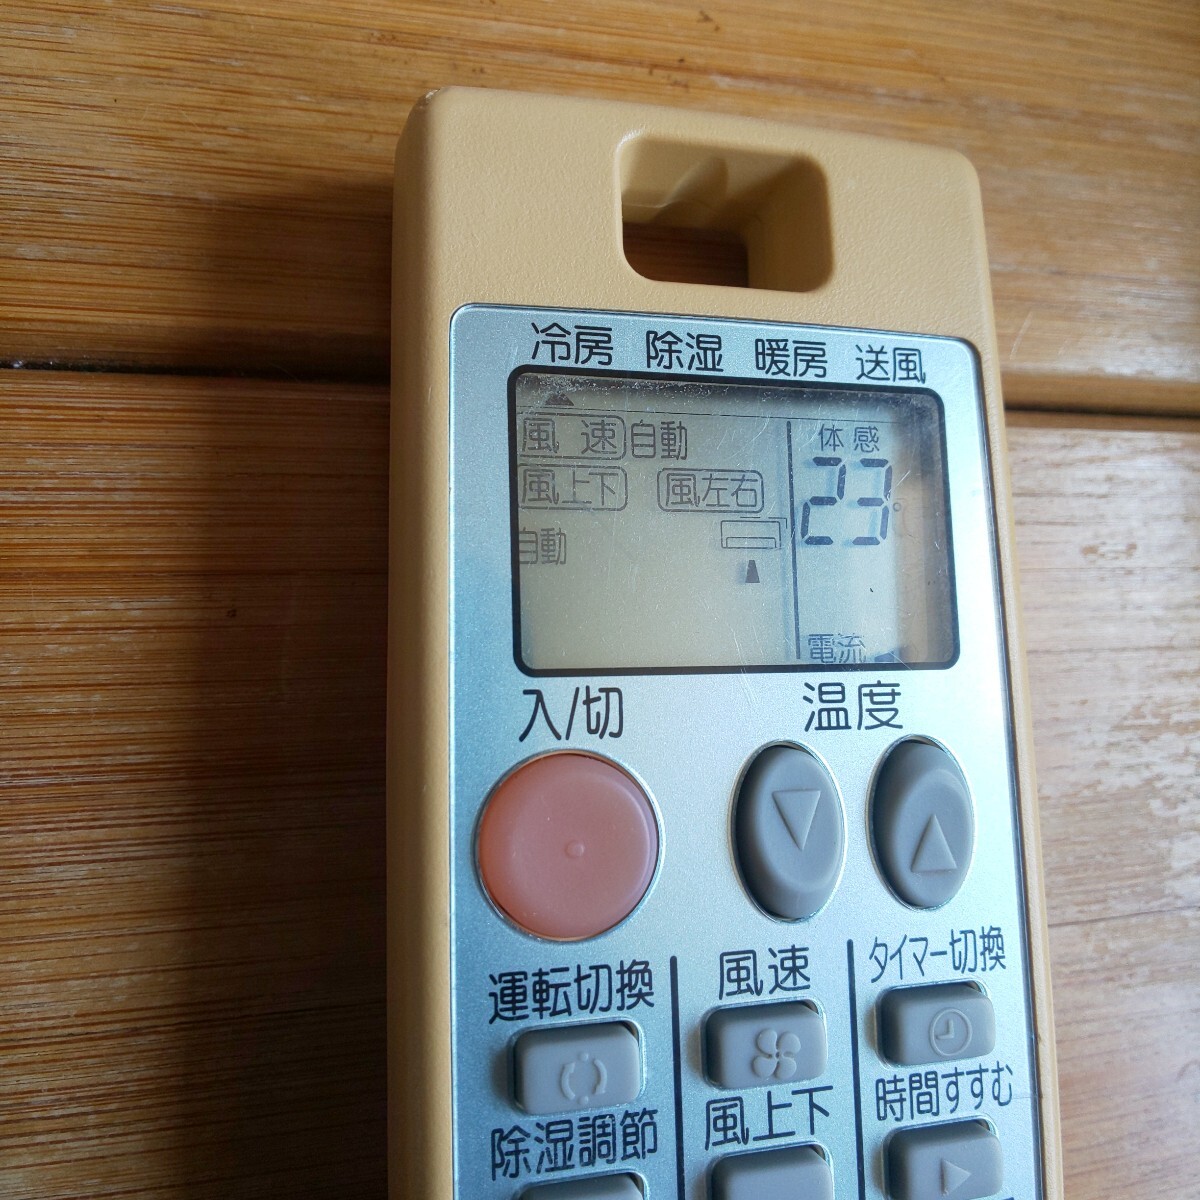 冷房 除湿 暖房 送風
風 速 自動
体感
風上下 風左右
23℃
自動
電流
入/切 温度
運転切換 風速 タイマー切換
除湿調節 風上下 時間すすむ